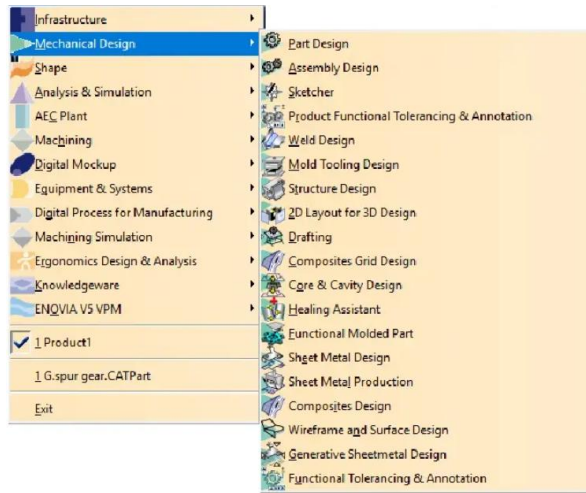 Infrastructure
Mechanical Design
Shape
Analysis & Simulation
AEC Plant
Machining
Digital Mockup
Equipment & Systems
Digital Process for Manufacturing
Machining Simulation
Ergonomics Design & Analysis
Knowledgeware
ENOVIA V5 VPM
1 Product1
1 G.spur gear.CATPart
Exit
Part Design
Assembly Design
Sketcher
Product Functional Tolerancing & Annotation
Weld Design
Mold Tooling Design
Structure Design
2D Layout for 3D Design
Drafting
Composites Grid Design
Core & Cavity Design
Healing Assistant
Functional Molded Part
Sheet Metal Design
Sheet Metal Production
Composites Design
Wireframe and Surface Design
Generative Sheetmetal Design
Functional Tolerancing & Annotation